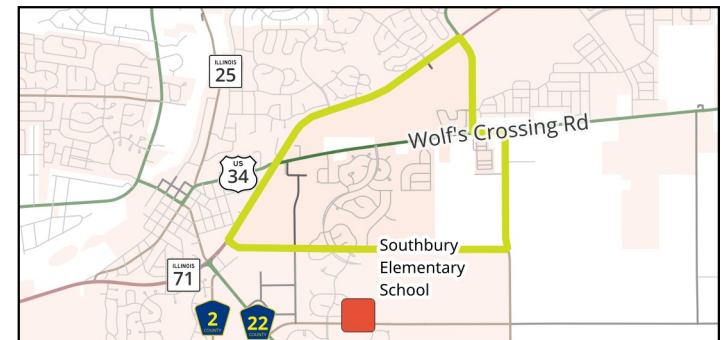 ILLINOIS
25
Wolf's Crossing Rd
US
34
Southbury
Elementary
School
ILLINOIS
71
2
COUNTY
22
COUNTY